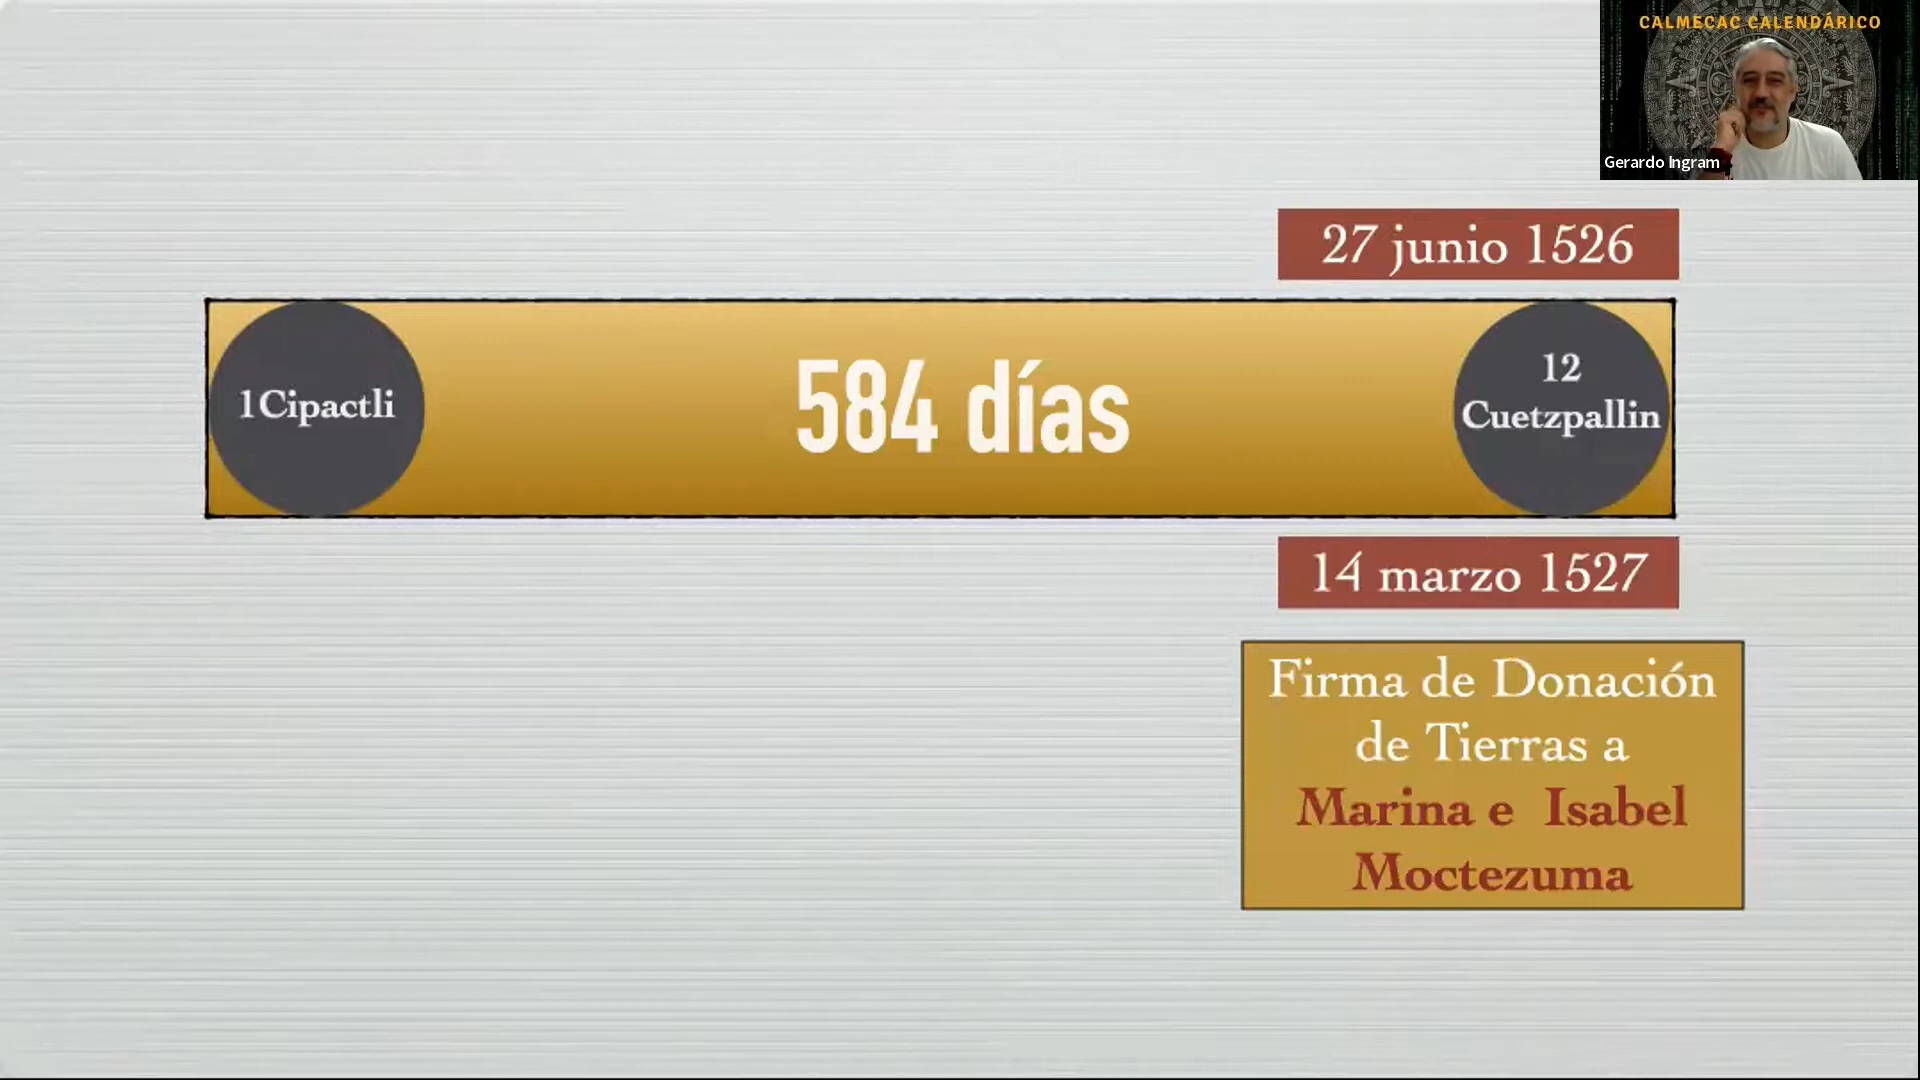 CALMECAC CALENDÁRICO
Gerardo Ingram
27 junio 1526
1Cipactli
584 días
12
Cuetzpallin
14 marzo 1527
Firma de Donación
de Tierras a
Marina e Isabel
Moctezuma